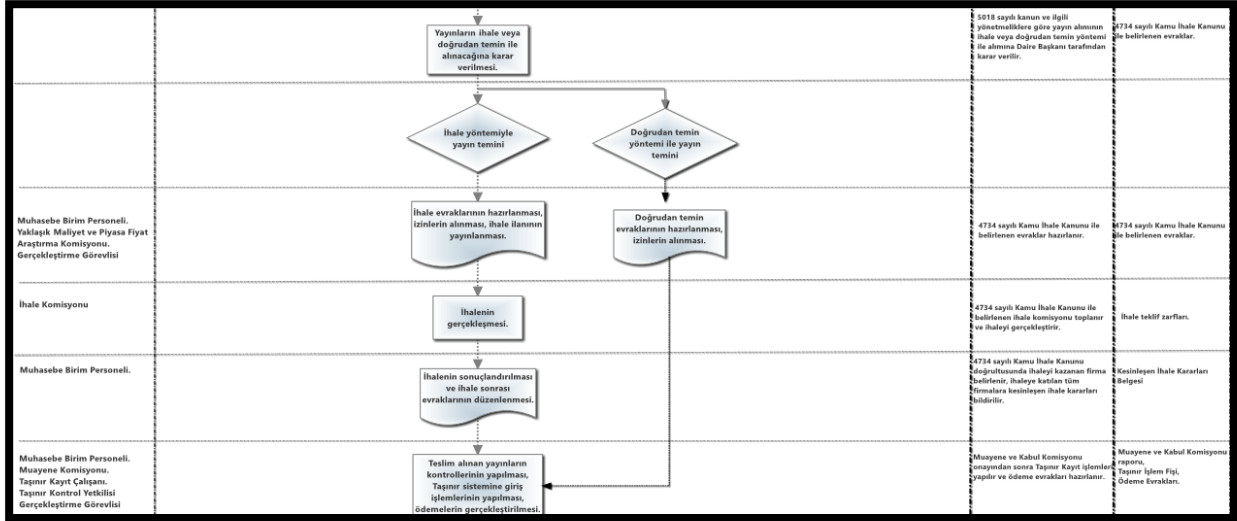 Yayınların ihale veya
doğrudan temin ile
alınacağına karar
verilmesi.
5018 sayılı kanun ve ilgili
yönetmeliklere göre yayın alımının
ihale veya doğrudan temin yöntemi
ile alımına Daire Başkanı tarafından
karar verilir.
4734 sayılı Kamu İhale Kanunu
ile belirlenen evraklar.
İhale yöntemiyle
yayın temini
Doğrudan temin
yöntemi ile yayın
temini
Muhasebe Birim Personeli.
Yaklaşık Maliyet ve Piyasa Fiyat
Araştırma Komisyonu.
Gerçekleştirme Görevlisi
İhale evraklarının hazırlanması,
izinlerin alınması, ihale ilanının
yayınlanması.
Doğrudan temin
evraklarının hazırlanması,
izinlerin alınması.
4734 sayılı Kamu İhale Kanunu ile
belirlenen evraklar hazırlanır.
4734 sayılı Kamu İhale Kanunu
ile belirlenen evraklar.
İhale Komisyonu
İhalenin
gerçekleşmesi.
4734 sayılı Kamu İhale Kanunu ile
belirlenen ihale komisyonu toplanır
ve ihaleyi gerçekleştirir.
İhale teklif zarfları.
Muhasebe Birim Personeli.
İhalenin sonuçlandırılması
ve ihale sonrası
evraklarının düzenlenmesi.
4734 sayılı Kamu İhale Kanunu
doğrultusunda ihaleyi kazanan firma
belirlenir, ihaleye katılan tüm
firmalara kesinleşen ihale kararları
bildirilir.
Kesinleşen İhale Kararları
Belgesi
Muhasebe Birim Personeli.
Muayene Komisyonu.
Taşınır Kayıt Çalışanı.
Taşınır Kontrol Yetkilisi
Gerçekleştirme Görevlisi
Teslim alınan yayınların
kontrollerinin yapılması,
Taşınır sistemine giriş
işlemlerinin yapılması,
ödemelerin gerçekleştirilmesi.
Muayene ve Kabul Komisyonu
onayından sonra Taşınır Kayıt işlemleri
yapılır ve ödeme evrakları hazırlanır.
Muayene ve Kabul Komisyonu
raporu,
Taşınır İşlem Fişi,
Ödeme Evrakları.